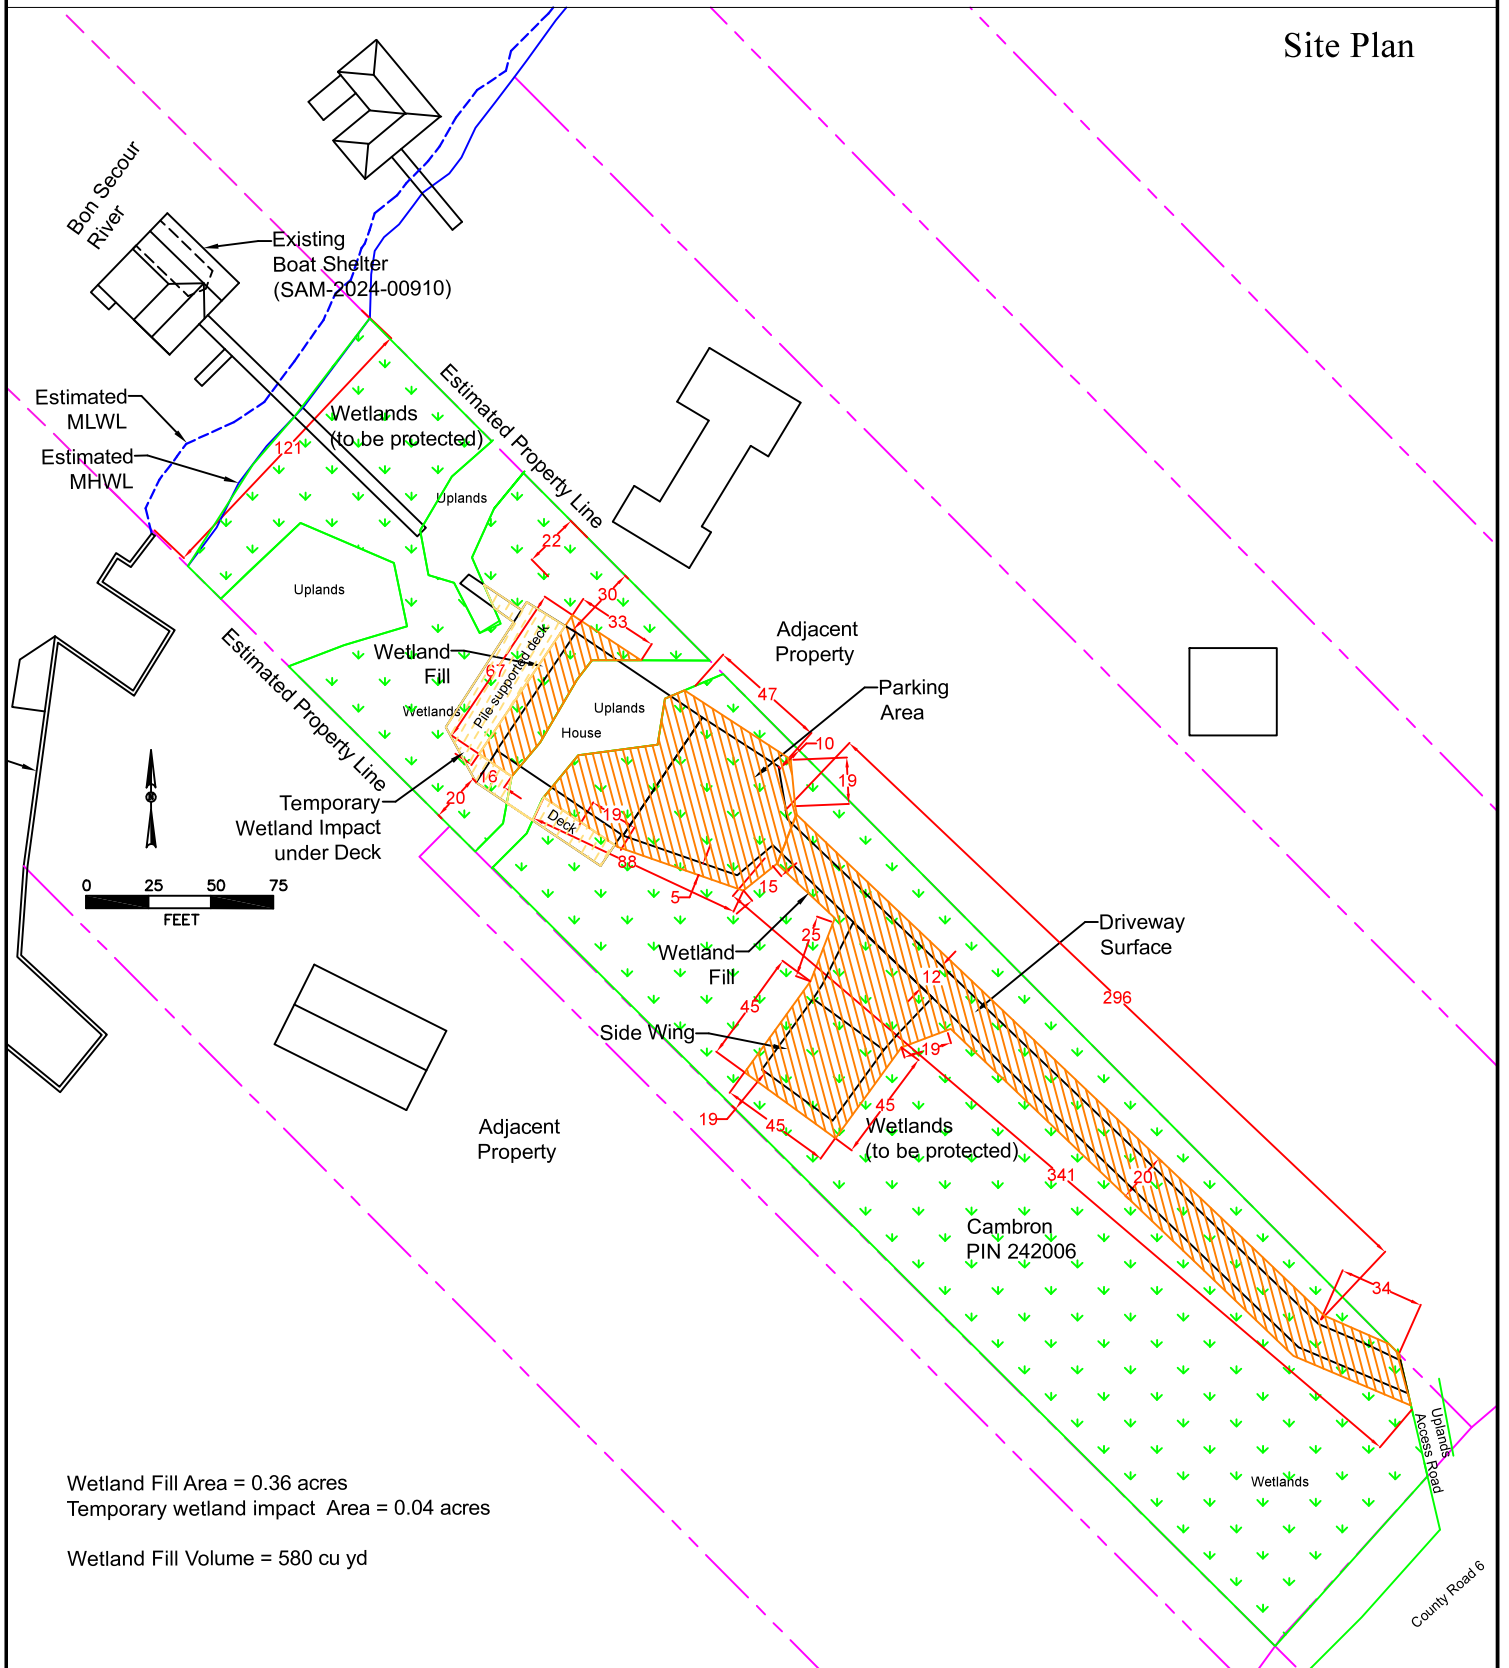 Site Plan
Bon Secour
River
Existing
Boat Shelter
(SAM-2024-00910)
Estimated
MLWL
Estimated
MHWL
Wetlands
(to be protected)
121
Estimated Property Line
Uplands
22
Uplands
30
33
Adjacent
Property
Estimated Property Line
Wetland
Fill
67
Pile supported deck
Wetlands
Uplands
House
47
Parking
Area
10
19
16
20
Temporary
Wetland Impact
under Deck
19
Deck
88
5
15
0 25 50 75
FEET
Wetland
Fill
25
12
Driveway
Surface
296
45
Side Wing
19
19
45
45
Wetlands
(to be protected)
341
20
Adjacent
Property
Cambron
PIN 242006
34
Uplands
Access Road
Wetlands
County Road 6
Wetland Fill Area = 0.36 acres
Temporary wetland impact Area = 0.04 acres
Wetland Fill Volume = 580 cu yd